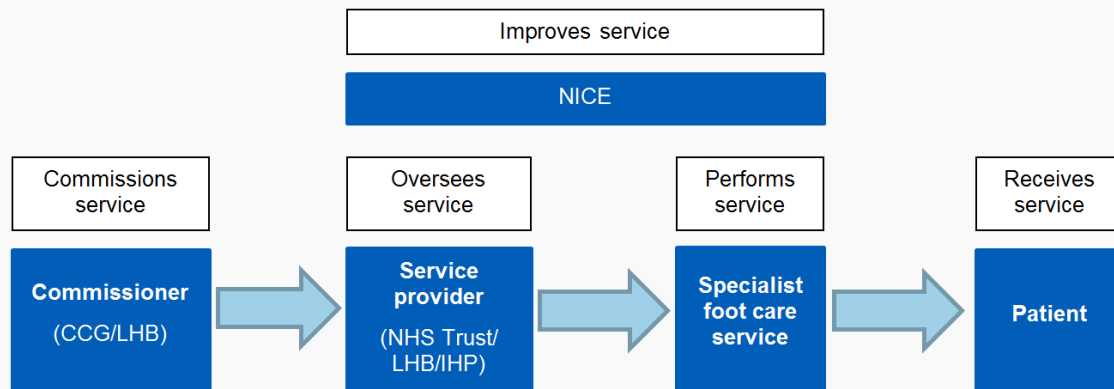 Improves service
NICE
Commissions
service
Oversees
service
Performs
service
Receives
service
Commissioner
(CCG/LHB)
Service
provider
(NHS Trust/
LHB/IHP)
Specialist
foot care
service
Patient